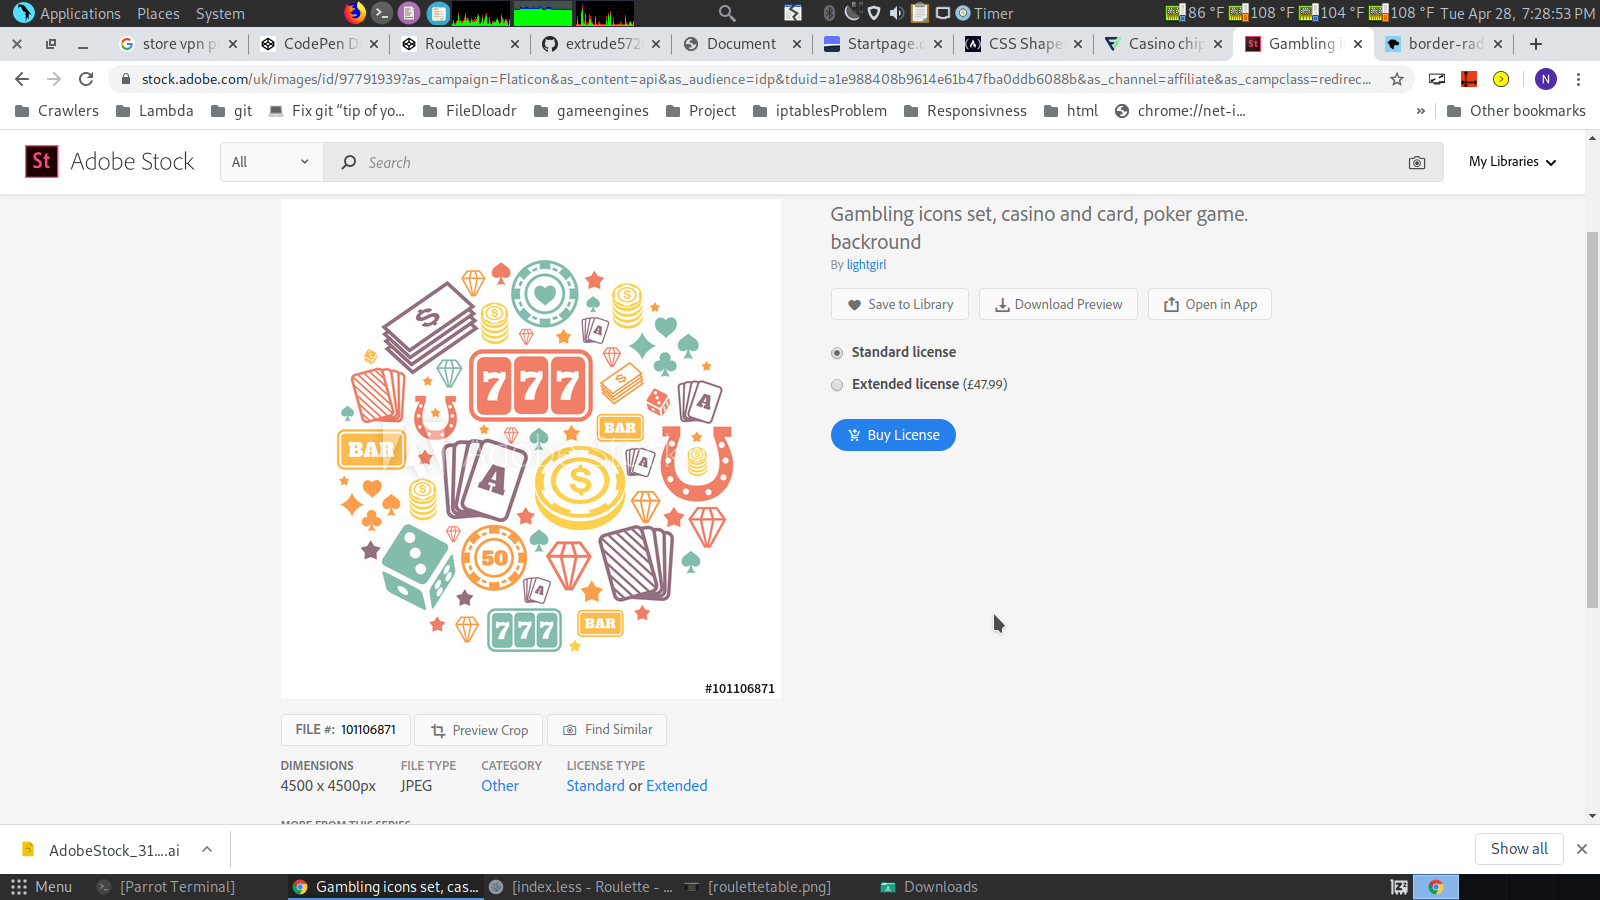 Applications Places System Timer 86 °F 108 °F 104 °F 108 °F Tue Apr 28, 7:28:53 PM
store vpn p CodePen D Roulette extrude572 Document Startpage.c CSS Shape Casino chip Gambling i border-rad
stock.adobe.com/uk/images/id/97791939?as_campaign=Flaticon&as_content=api&as_audience=idp&tduid=a1e988408b9614e61b47fba0ddb6088b&as_channel=affiliate&as_campclass=redirec... N
Crawlers Lambda git Fix git “tip of yo... FileDloadr gameengines Project iptablesProblem Responsivness html chrome://net-i... » Other bookmarks
St Adobe Stock All Search My Libraries
Gambling icons set, casino and card, poker game.
backround
By lightgirl
Save to Library Download Preview Open in App
Standard license
Extended license (£47.99)
Buy License
$ $ $
A
777
$
A
BAR
BAR
A
A
$
$
$
50
A
777
BAR
Adobe Stock
#101106871
FILE #: 101106871 Preview Crop Find Similar
DIMENSIONS FILE TYPE CATEGORY LICENSE TYPE
4500 x 4500px JPEG Other Standard or Extended
MORE FROM THIS SERIES
AdobeStock_31....ai Show all
Menu [Parrot Terminal] Gambling icons set, cas... [index.less - Roulette - ... [roulettetable.png] Downloads